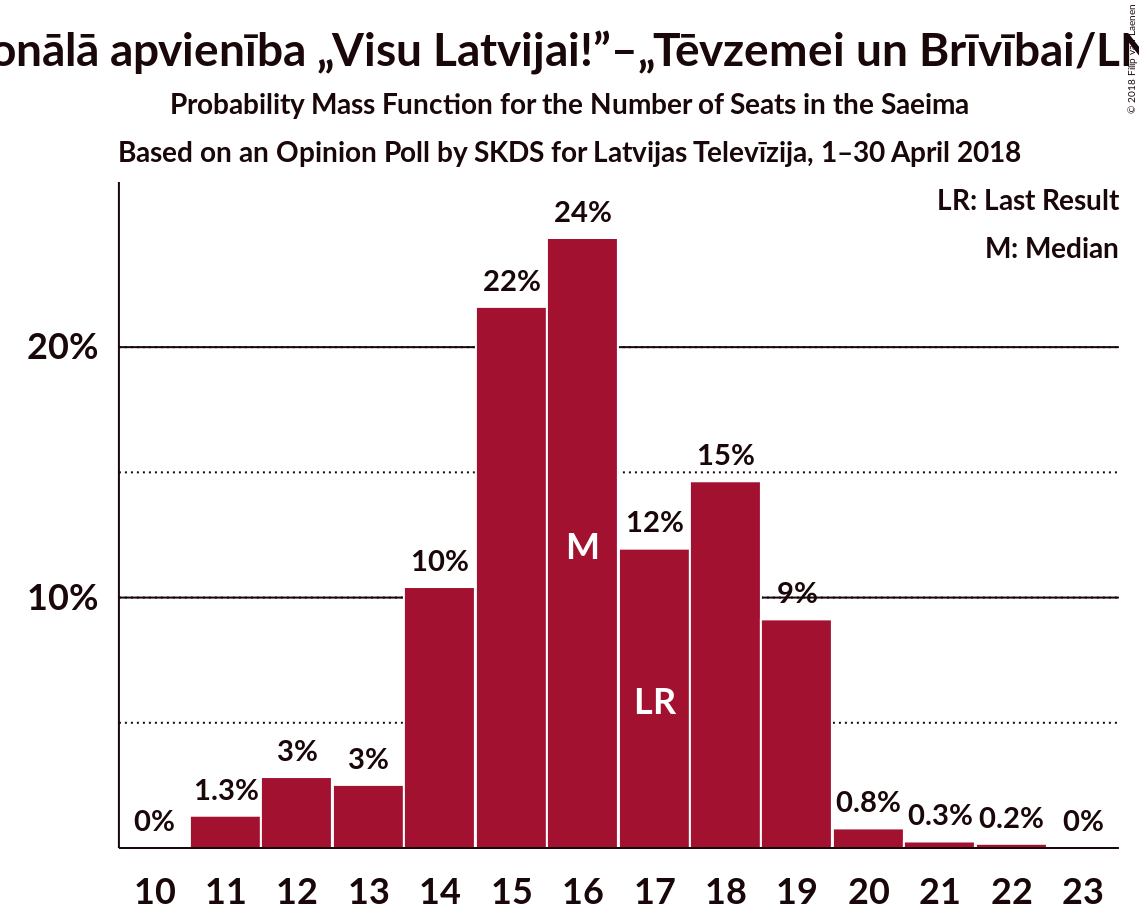 onālā apvienība „Visu Latvijai!”–„Tēvzemei un Brīvībai/LN
Probability Mass Function for the Number of Seats in the Saeima
Based on an Opinion Poll by SKDS for Latvijas Televīzija, 1–30 April 2018
© 2018 Filip van Laenen
LR: Last Result
M: Median
24%
22%
20%
15%
12%
M
10%
9%
10%
LR
3%
3%
1.3%
0%
0.8%
0.3%
0.2%
0%
10 11 12 13 14 15 16 17 18 19 20 21 22 23